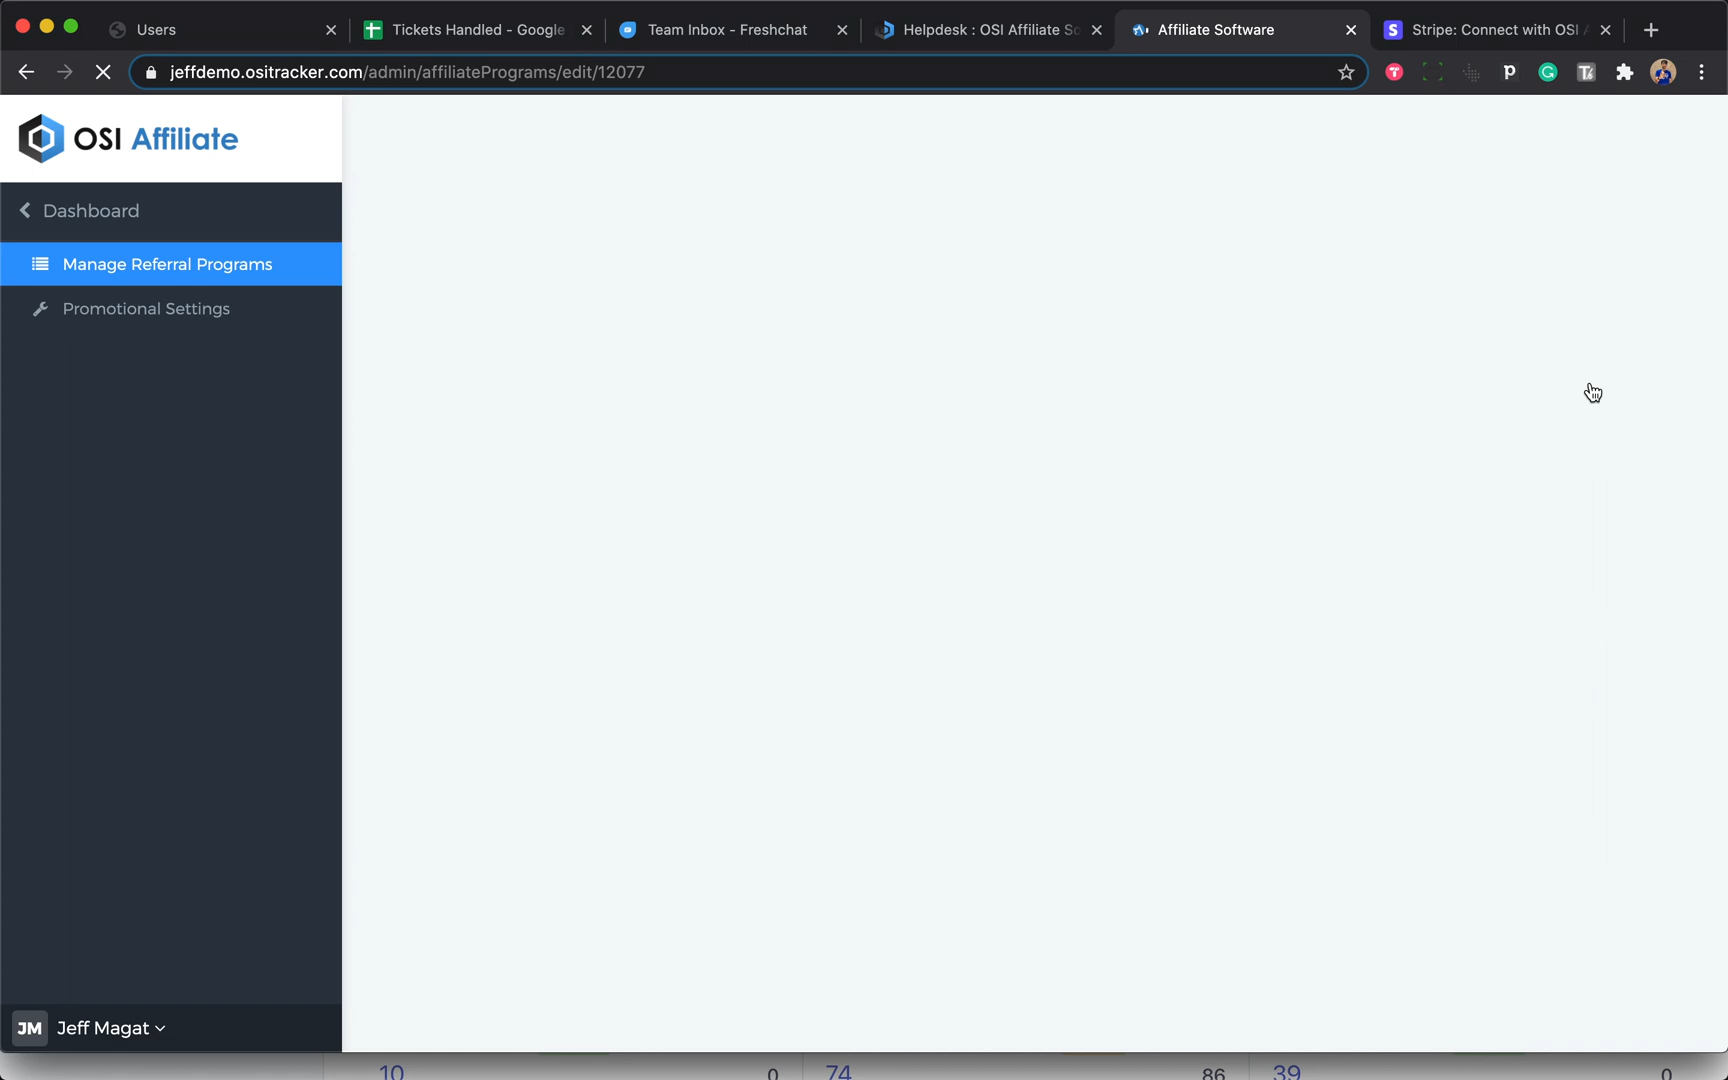 Users
Tickets Handled - Google
Team Inbox - Freshchat
Helpdesk : OSI Affiliate So
Affiliate Software
Stripe: Connect with OSI A
jeffdemo.ositracker.com/admin/affiliatePrograms/edit/12077
OSI Affiliate
Dashboard
Manage Referral Programs
Promotional Settings
JM Jeff Magat
10 0 74 86 39 0